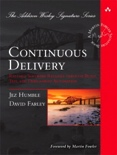 The Addison Wesley Signature Series
CONTINUOUS
DELIVERY
JEZ HUMBLE
DAVID FARLEY
Foreword by Martin Fowler